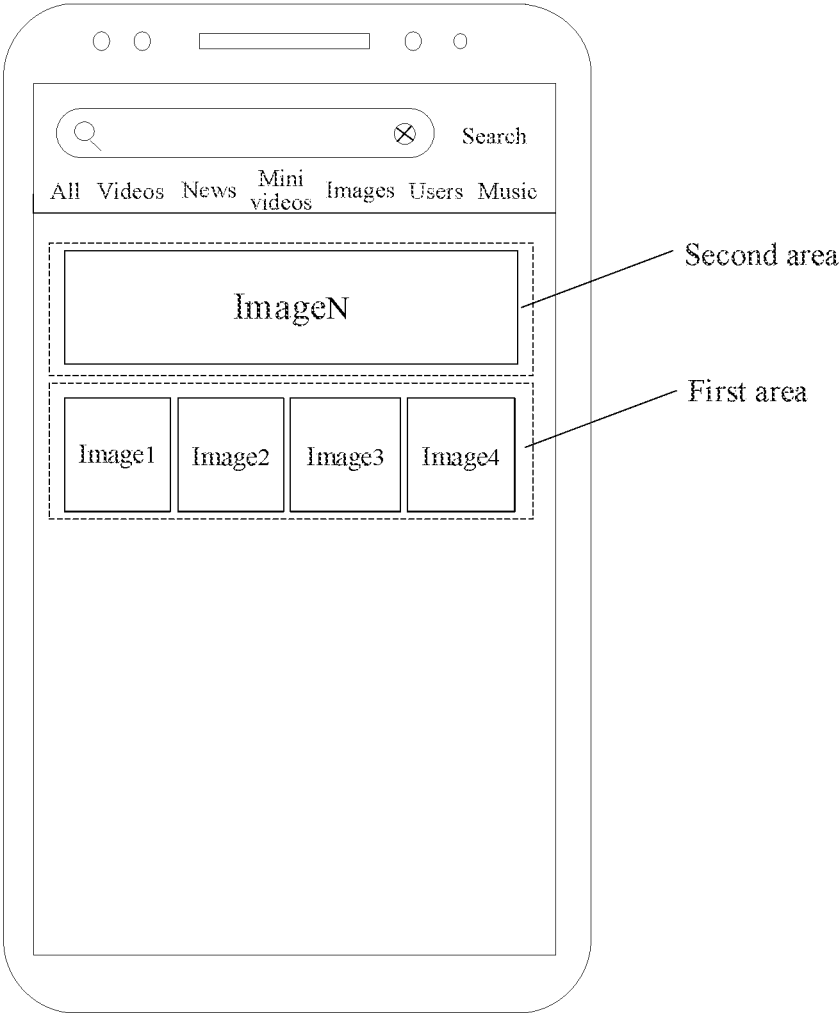 Search
All Videos News Mini videos Images Users Music
ImageN
Second area
First area
Image1 Image2 Image3 Image4